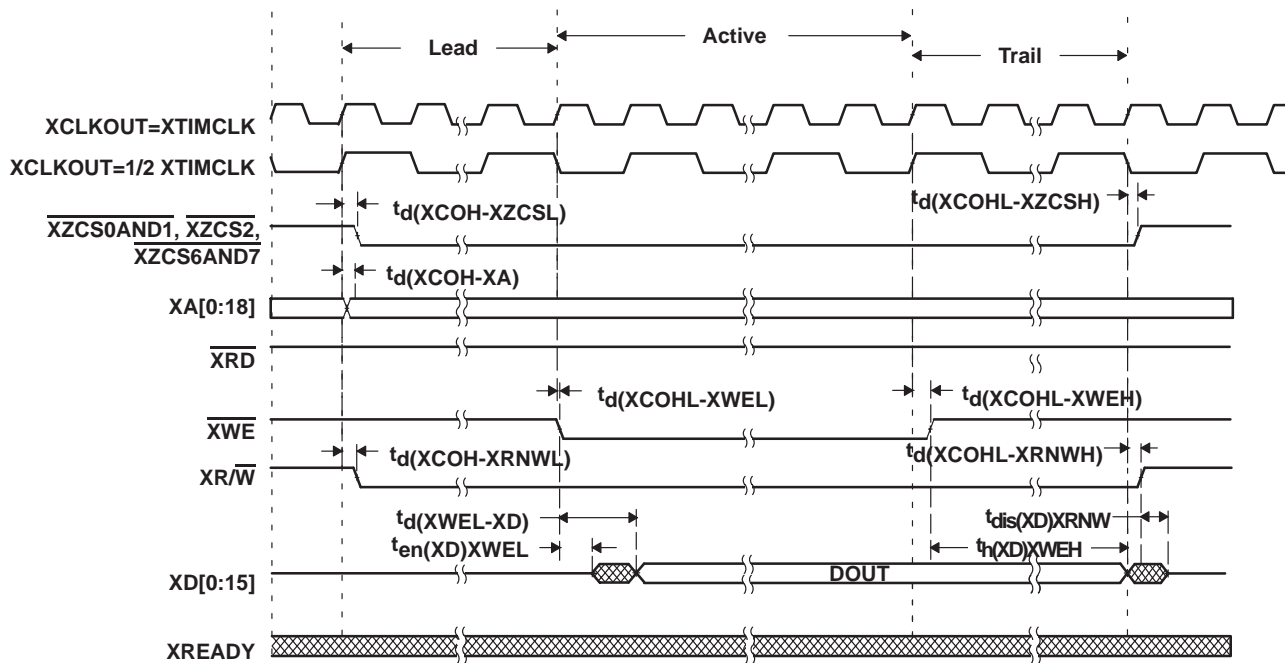 Lead
Active
Trail
XCLKOUT=XTIMCLK
XCLKOUT=1/2 XTIMCLK
td(XCOH-XZCSL)
td(XCOHL-XZCSH)
XZCS0AND1, XZCS2,
XZCS6AND7
td(XCOH-XA)
XA[0:18]
XRD
td(XCOHL-XWEL)
td(XCOHL-XWEH)
XWE
td(XCOH-XRNWL)
td(XCOHL-XRNWH)
XR/W
td(XWEL-XD)
tdis(XD)XRNW
ten(XD)XWEL
th(XD)XWEH
XD[0:15]
DOUT
XREADY